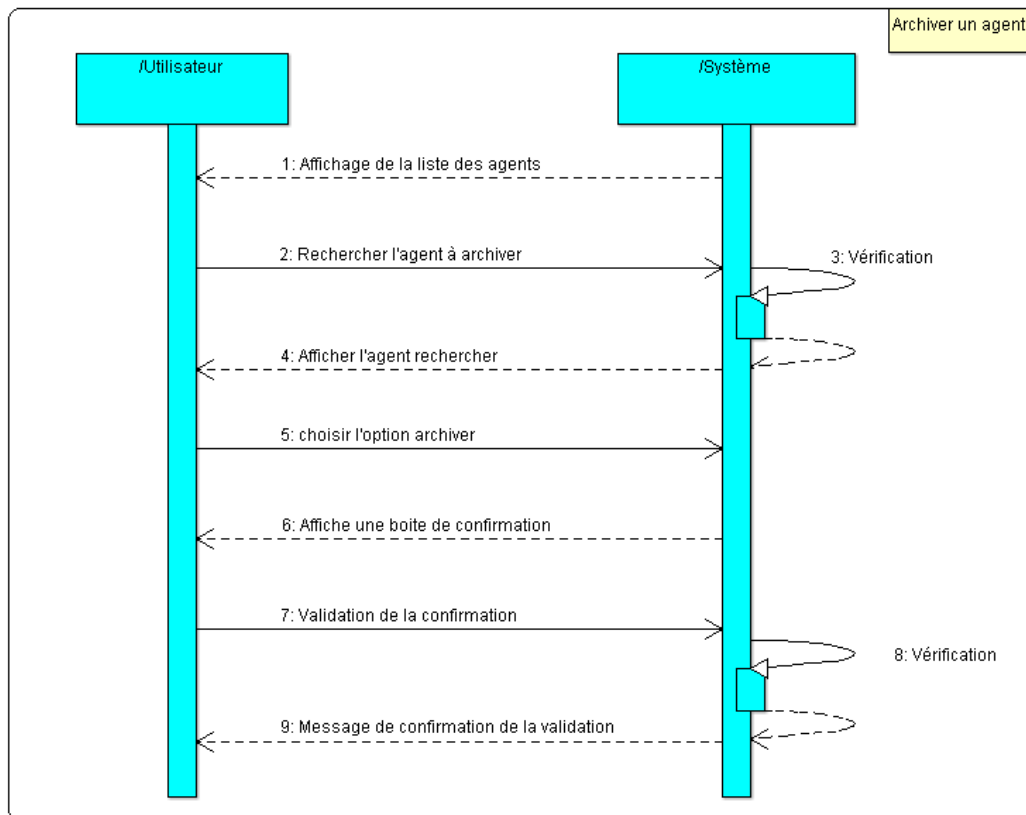 Archiver un agent
/Utilisateur
/Système
1: Affichage de la liste des agents
2: Rechercher l'agent à archiver
3: Vérification
4: Afficher l'agent rechercher
5: choisir l'option archiver
6: Affiche une boite de confirmation
7: Validation de la confirmation
8: Vérification
9: Message de confirmation de la validation